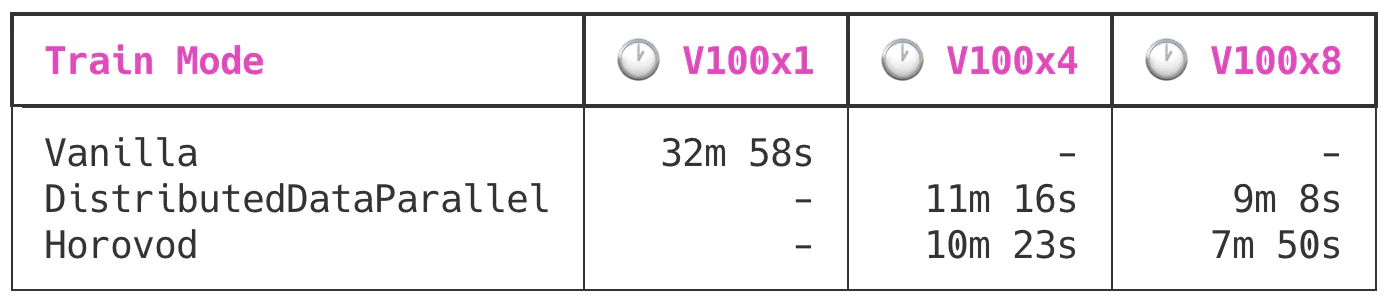 Train Mode 🕐 V100x1 🕐 V100x4 🕐 V100x8
Vanilla 32m 58s - -
DistributedDataParallel - 11m 16s 9m 8s
Horovod - 10m 23s 7m 50s